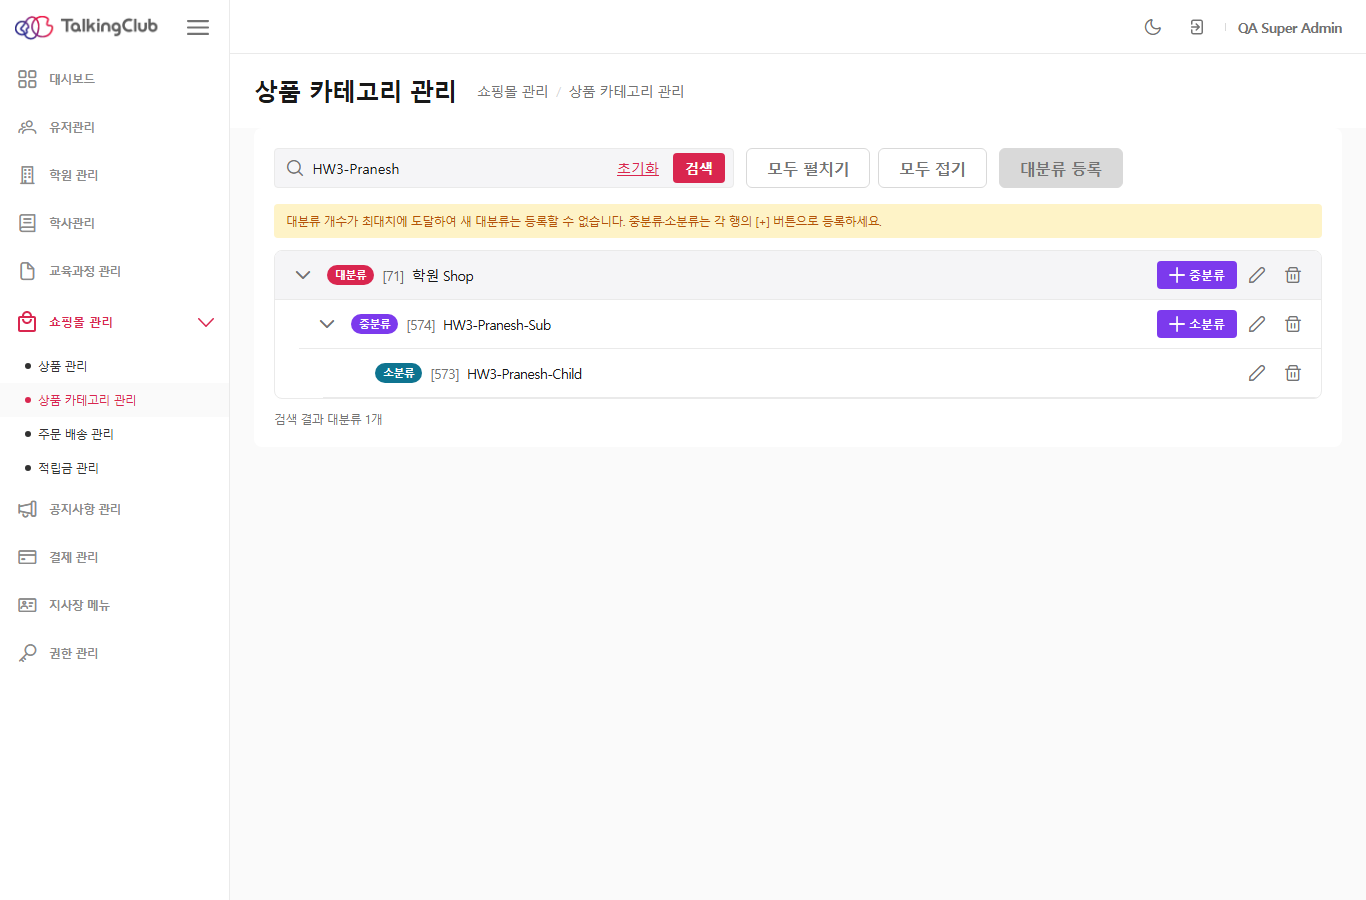 TalkingClub
QA Super Admin
대시보드
유저관리
학원 관리
학사관리
교육과정 관리
쇼핑몰 관리
상품 관리
상품 카테고리 관리
주문 배송 관리
적립금 관리
공지사항 관리
결제 관리
지사장 메뉴
권한 관리
상품 카테고리 관리
쇼핑몰 관리 / 상품 카테고리 관리
HW3-Pranesh 초기화 검색 모두 펼치기 모두 접기 대분류 등록
대분류 개수가 최대치에 도달하여 새 대분류는 등록할 수 없습니다. 중분류·소분류는 각 행의 [+] 버튼으로 등록하세요.
대분류 [71] 학원 Shop 중분류
중분류 [574] HW3-Pranesh-Sub 소분류
소분류 [573] HW3-Pranesh-Child
검색 결과 대분류 1개